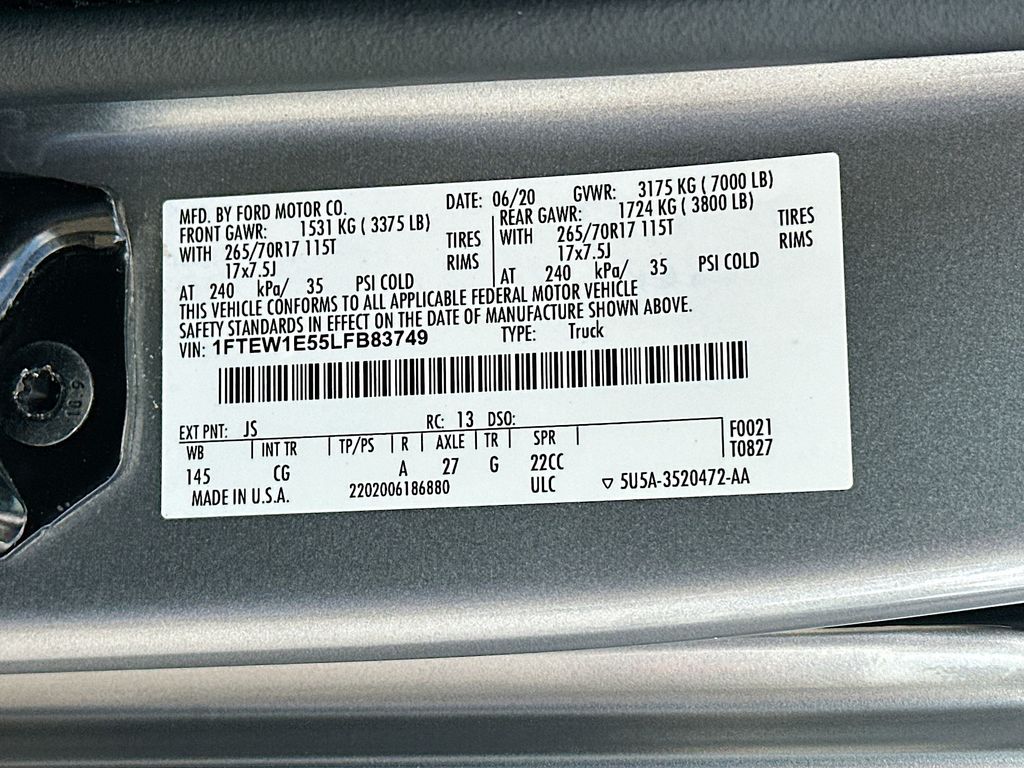 MFD. BY FORD MOTOR CO. DATE: 06/20 GVWR: 3175 KG ( 7000 LB)
FRONT GAWR: 1531 KG ( 3375 LB) REAR GAWR: 1724 KG ( 3800 LB)
WITH 265/70R17 115T TIRES WITH 265/70R17 115T TIRES
17x7.5J RIMS 17x7.5J RIMS
AT 240 kPa/ 35 PSI COLD AT 240 kPa/ 35 PSI COLD
THIS VEHICLE CONFORMS TO ALL APPLICABLE FEDERAL MOTOR VEHICLE
SAFETY STANDARDS IN EFFECT ON THE DATE OF MANUFACTURE SHOWN ABOVE.
VIN: 1FTEW1E55LFB83749 TYPE: Truck
EXT PNT: JS RC: 13 DSO:
WB | INT TR | TP/PS | R | AXLE | TR | SPR | F0021
145 CG A 27 G 22CC T0827
MADE IN U.S.A. 2202006186880 ULC ▽ 5U5A-3520472-AA
10.9